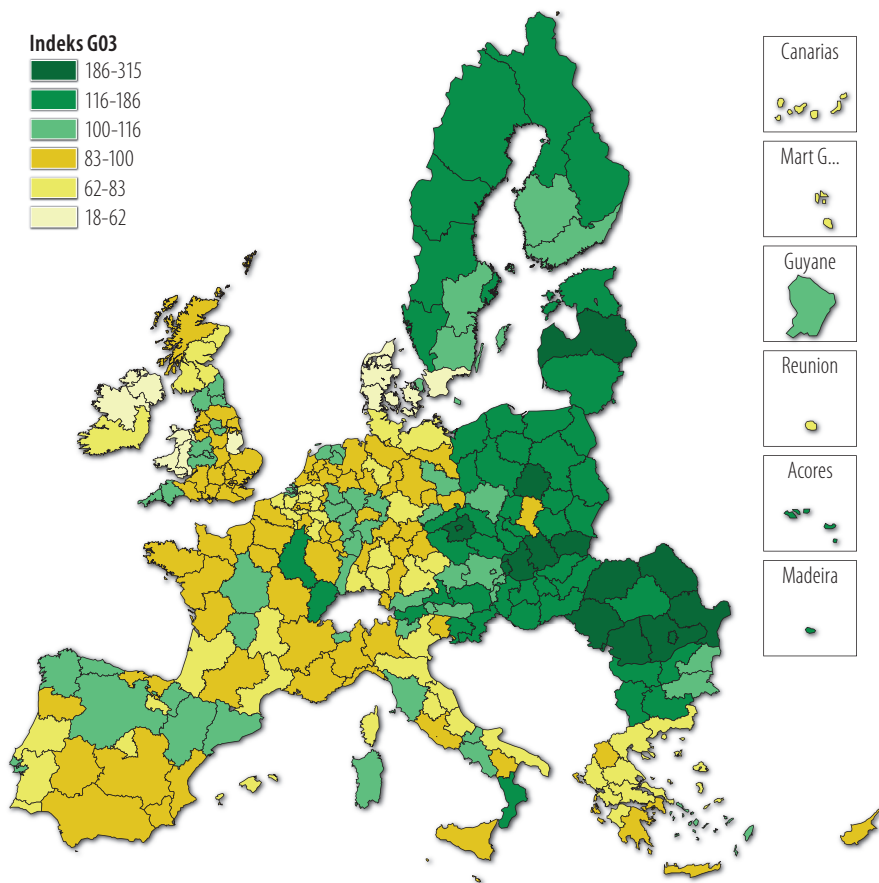 Indeks G03
186-315
116-186
100-116
83-100
62-83
18-62
Canarias
Mart G...
Guyane
Reunion
Acores
Madeira